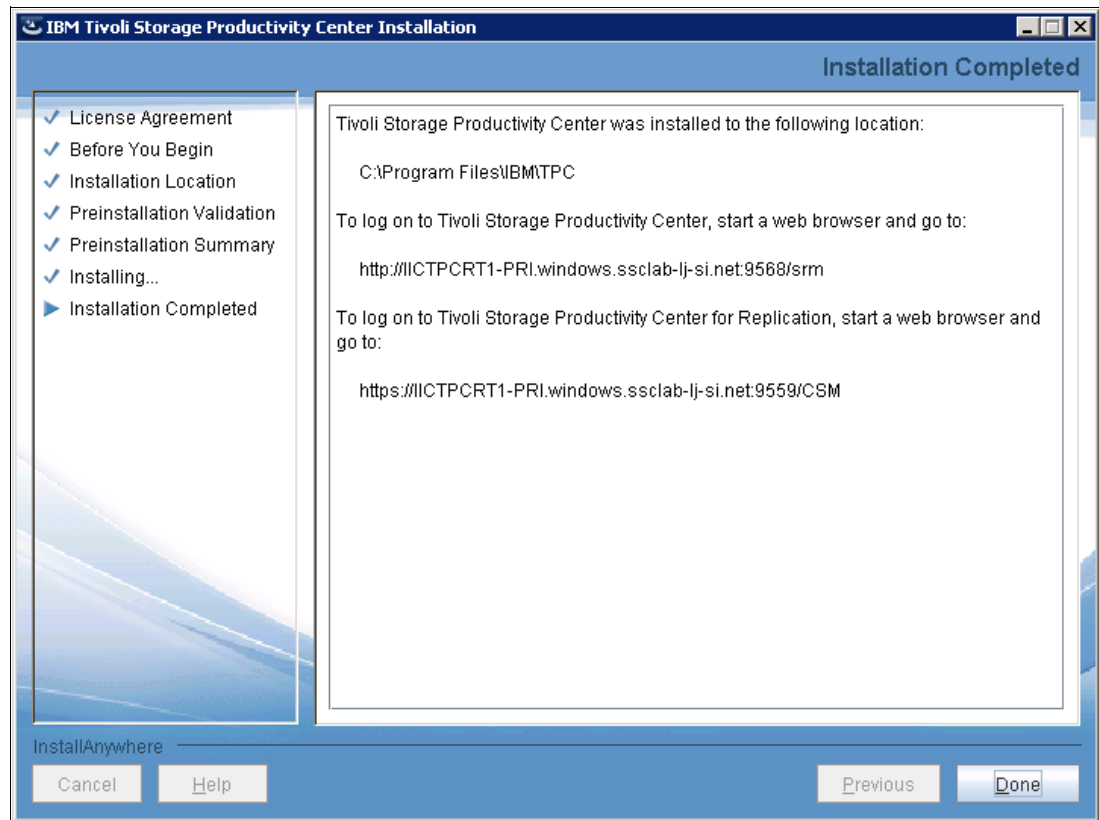 IBM Tivoli Storage Productivity Center Installation
Installation Completed
License Agreement
Before You Begin
Installation Location
Preinstallation Validation
Preinstallation Summary
Installing...
Installation Completed
Tivoli Storage Productivity Center was installed to the following location:
C:\Program Files\IBM\TPC
To log on to Tivoli Storage Productivity Center, start a web browser and go to:
http://IICTPCRT1-PRI.windows.ssclab-lj-si.net:9568/srm
To log on to Tivoli Storage Productivity Center for Replication, start a web browser and
go to:
https://IICTPCRT1-PRI.windows.ssclab-lj-si.net:9559/CSM
InstallAnywhere
Cancel
Help
Previous
Done